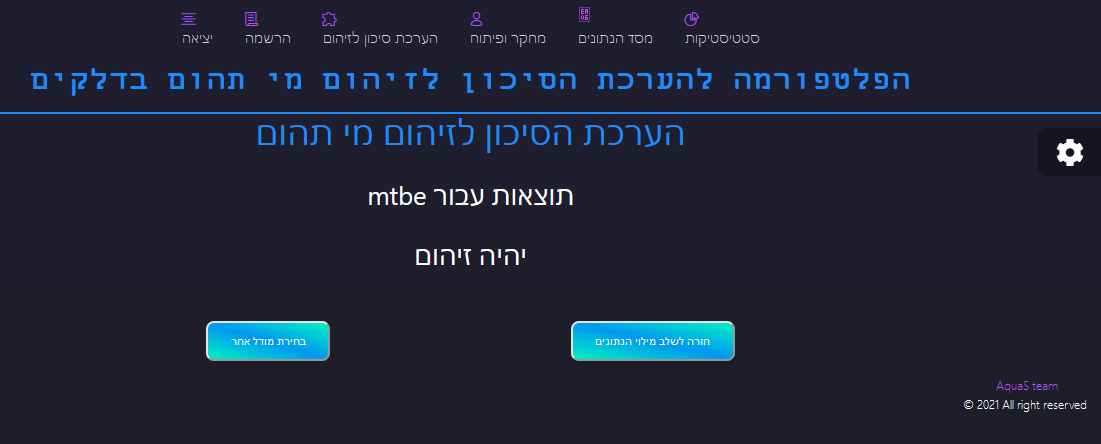 סטטיסטיקות
מסד הנתונים
מחקר ופיתוח
הערכת סיכון לזיהום
הרשמה
יציאה
הפלטפורמה להערכת הסיכון לזיהום מי תהום בדלקים
הערכת הסיכון לזיהום מי תהום
תוצאות עבור mtbe
יהיה זיהום
חזרה לשלב מילוי הנתונים
בחירת מודל אחר
AquaS team
© 2021 All right reserved